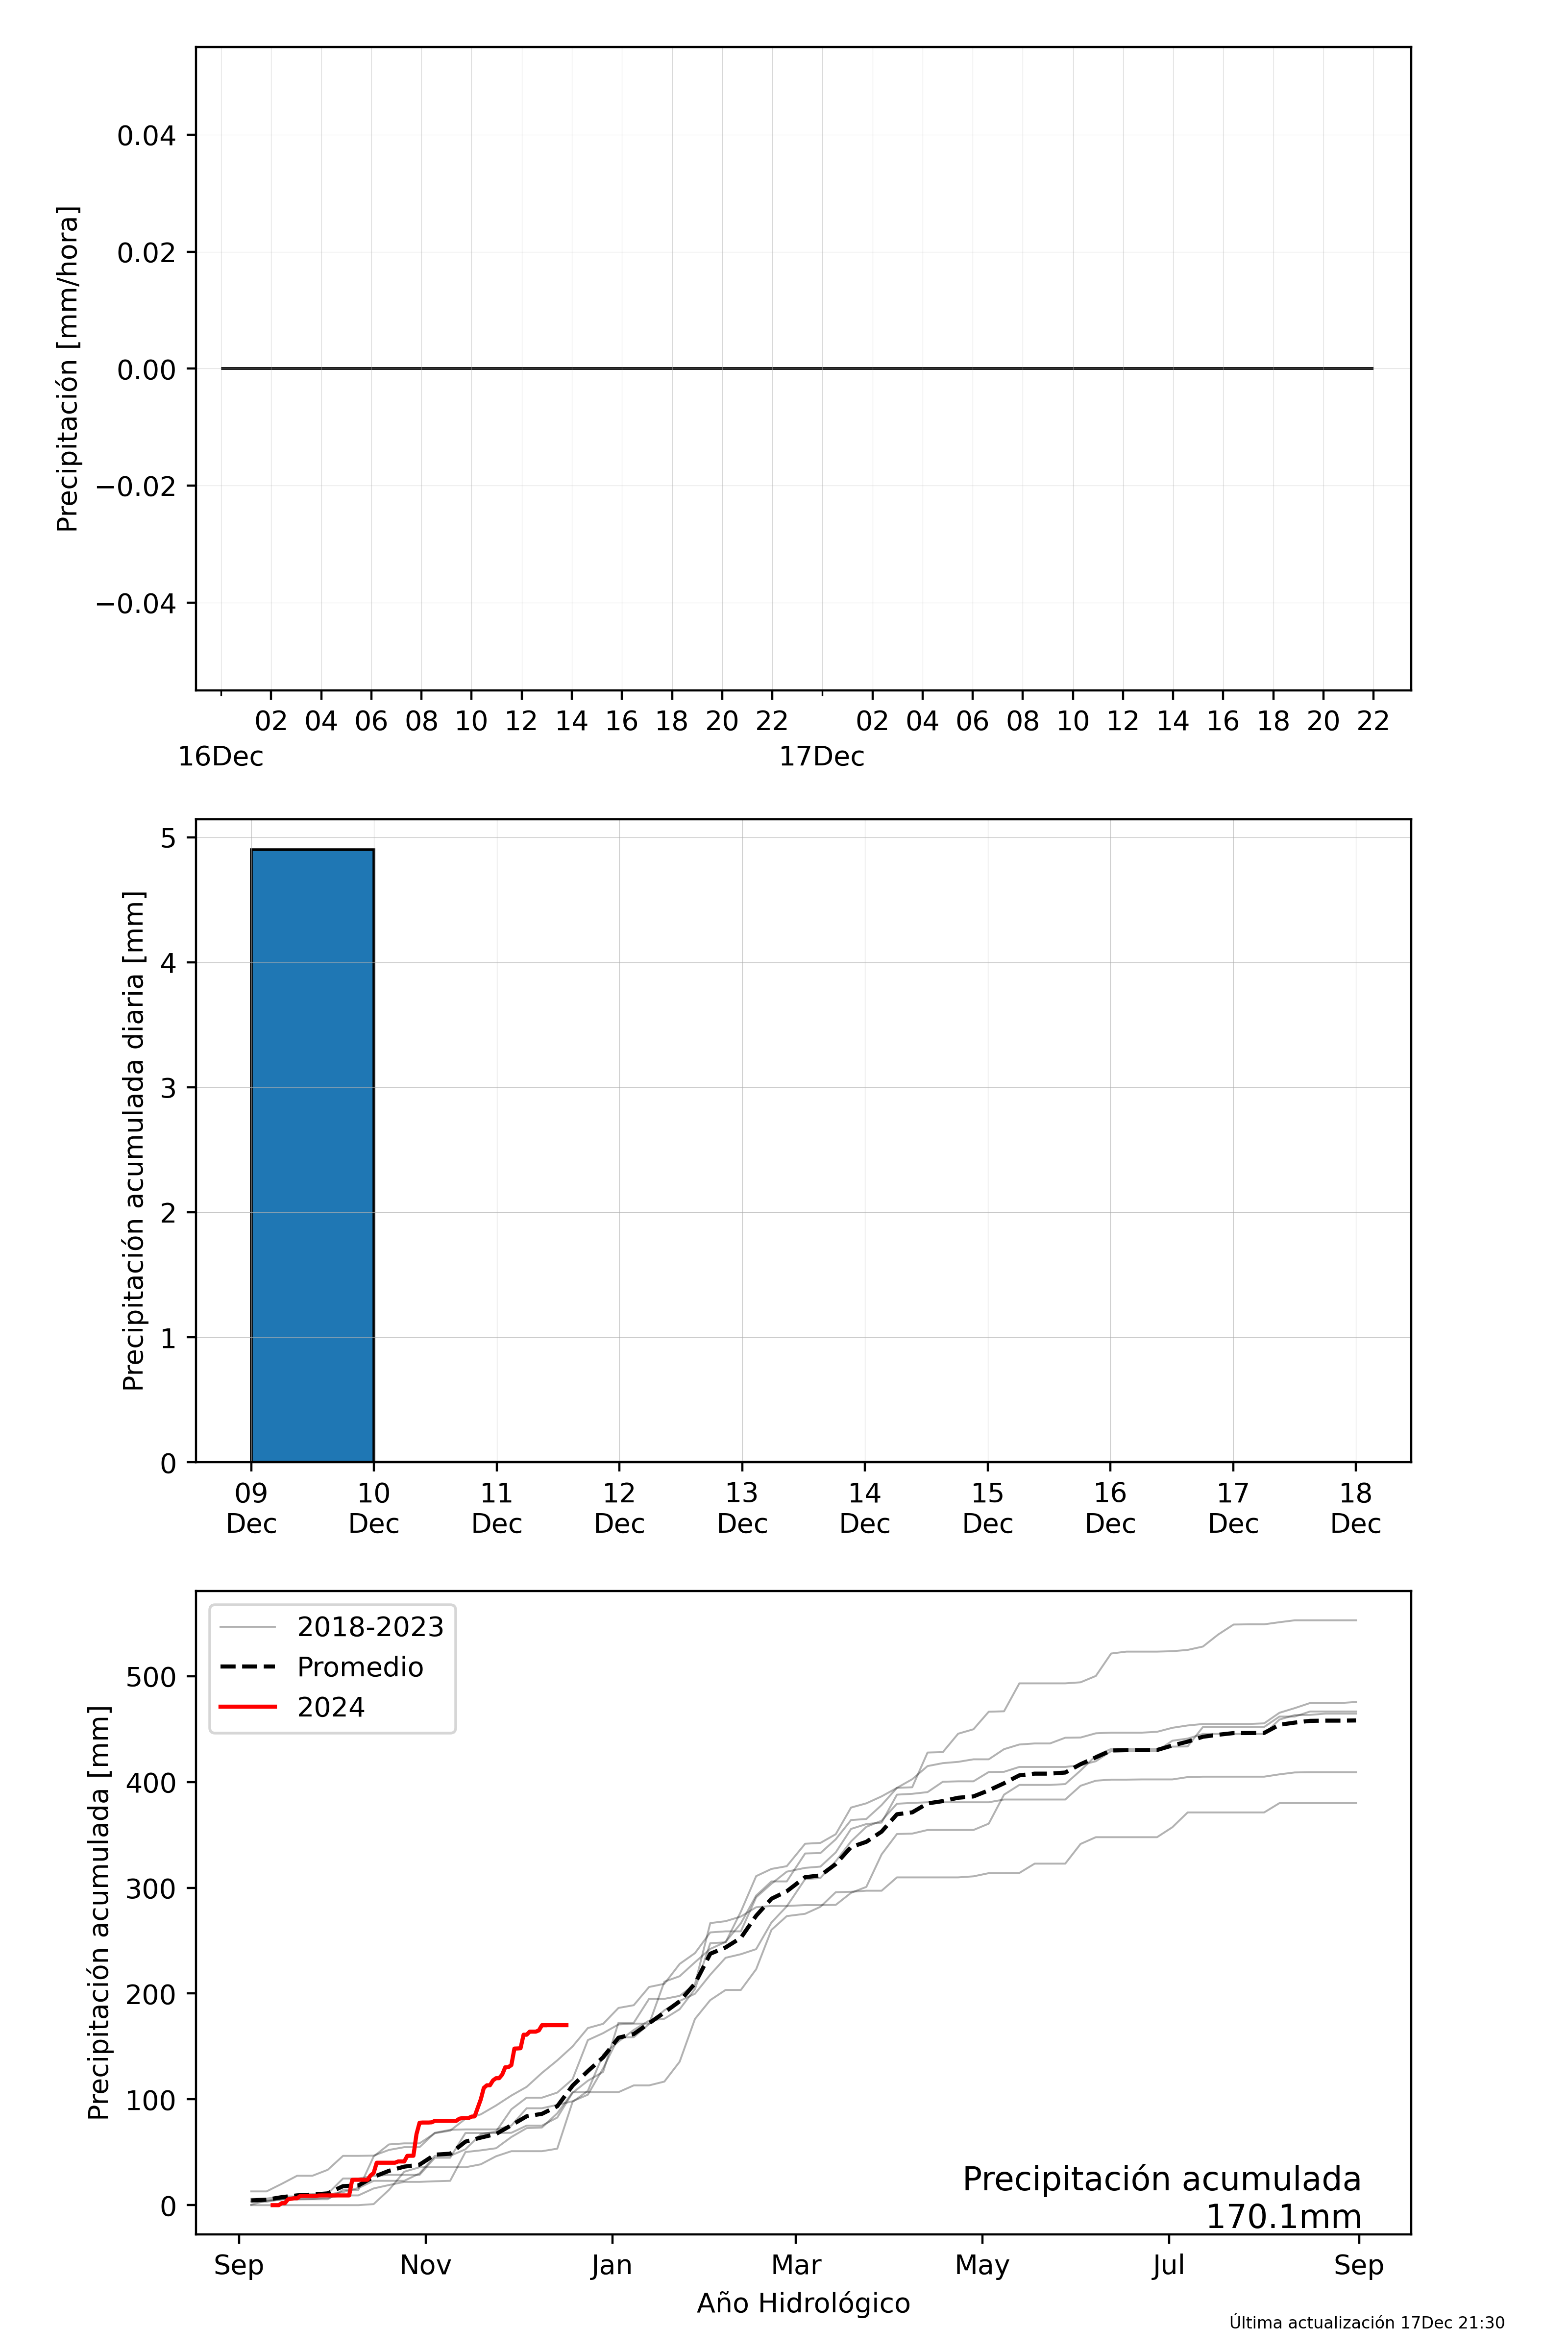 Precipitación [mm/hora]
0.04
0.02
0.00
−0.02
−0.04
02 04 06 08 10 12 14 16 18 20 22 02 04 06 08 10 12 14 16 18 20 22
16Dec 17Dec
Precipitación acumulada diaria [mm]
5
4
3
2
1
0
09 10 11 12 13 14 15 16 17 18
Dec Dec Dec Dec Dec Dec Dec Dec Dec Dec
Precipitación acumulada [mm]
2018-2023
Promedio
2024
500
400
300
200
100
0
Precipitación acumulada
170.1mm
Sep Nov Jan Mar May Jul Sep
Año Hidrológico
Última actualización 17Dec 21:30